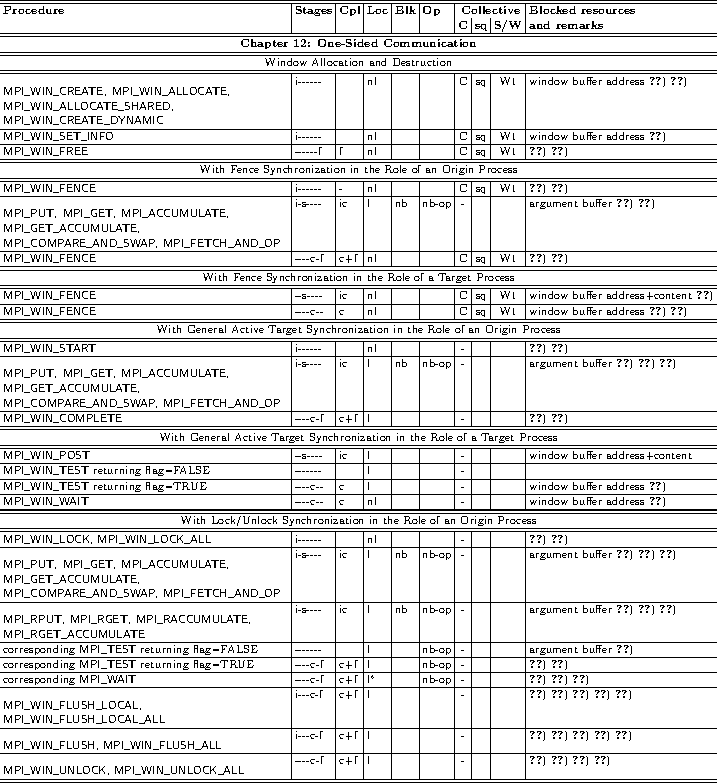 Procedure Stages Cpl Loc Blk Op Collective Blocked resources
C sq S/W and remarks
Chapter 12: One-Sided Communication
Window Allocation and Destruction
MPI_WIN_CREATE, MPI_WIN_ALLOCATE, i------ nl C sq W1 window buffer address ??) ??)
MPI_WIN_ALLOCATE_SHARED,
MPI_WIN_CREATE_DYNAMIC
MPI_WIN_SET_INFO i------ nl C sq W1 window buffer address ??)
MPI_WIN_FREE -----f f nl C sq W1 ??) ??)
With Fence Synchronization in the Role of an Origin Process
MPI_WIN_FENCE i------ - nl C sq W1 ??) ??)
MPI_PUT, MPI_GET, MPI_ACCUMULATE, i-s---- ic l nb nb-op - argument buffer ??) ??)
MPI_GET_ACCUMULATE,
MPI_COMPARE_AND_SWAP, MPI_FETCH_AND_OP
MPI_WIN_FENCE ---c-f c+f nl C sq W1 ??) ??)
With Fence Synchronization in the Role of a Target Process
MPI_WIN_FENCE --s---- ic nl C sq W1 window buffer address+content ??)
MPI_WIN_FENCE ---c-- c nl C sq W1 window buffer address ??) ??)
With General Active Target Synchronization in the Role of an Origin Process
MPI_WIN_START i------ nl - ??) ??)
MPI_PUT, MPI_GET, MPI_ACCUMULATE, i-s---- ic l nb nb-op - argument buffer ??) ??) ??)
MPI_GET_ACCUMULATE,
MPI_COMPARE_AND_SWAP, MPI_FETCH_AND_OP
MPI_WIN_COMPLETE ---c-f c+f l - ??) ??)
With General Active Target Synchronization in the Role of a Target Process
MPI_WIN_POST --s---- ic l - window buffer address+content
MPI_WIN_TEST returning flag=FALSE ------ l -
MPI_WIN_TEST returning flag=TRUE ---c-- c l - window buffer address ??)
MPI_WIN_WAIT ---c-- c nl - window buffer address ??)
With Lock/Unlock Synchronization in the Role of an Origin Process
MPI_WIN_LOCK, MPI_WIN_LOCK_ALL i------ nl - ??) ??)
MPI_PUT, MPI_GET, MPI_ACCUMULATE, i-s---- ic l nb nb-op - argument buffer ??) ??) ??)
MPI_GET_ACCUMULATE,
MPI_COMPARE_AND_SWAP, MPI_FETCH_AND_OP
MPI_RPUT, MPI_RGET, MPI_RACCUMULATE, i-s---- ic l nb nb-op - argument buffer ??) ??) ??)
MPI_RGET_ACCUMULATE
corresponding MPI_TEST returning flag=FALSE ------ l nb-op - argument buffer ??)
corresponding MPI_TEST returning flag=TRUE ---c-f c+f l nb-op - ??) ??)
corresponding MPI_WAIT ---c-f c+f l* nb-op - ??) ??) ??)
MPI_WIN_FLUSH_LOCAL, i---c-f c+f l - ??) ??) ??) ??) ??)
MPI_WIN_FLUSH_LOCAL_ALL
MPI_WIN_FLUSH, MPI_WIN_FLUSH_ALL ---c-f c+f l - ??) ??) ??) ??) ??)
MPI_WIN_UNLOCK, MPI_WIN_UNLOCK_ALL ---c-f c+f l - ??) ??) ??) ??)